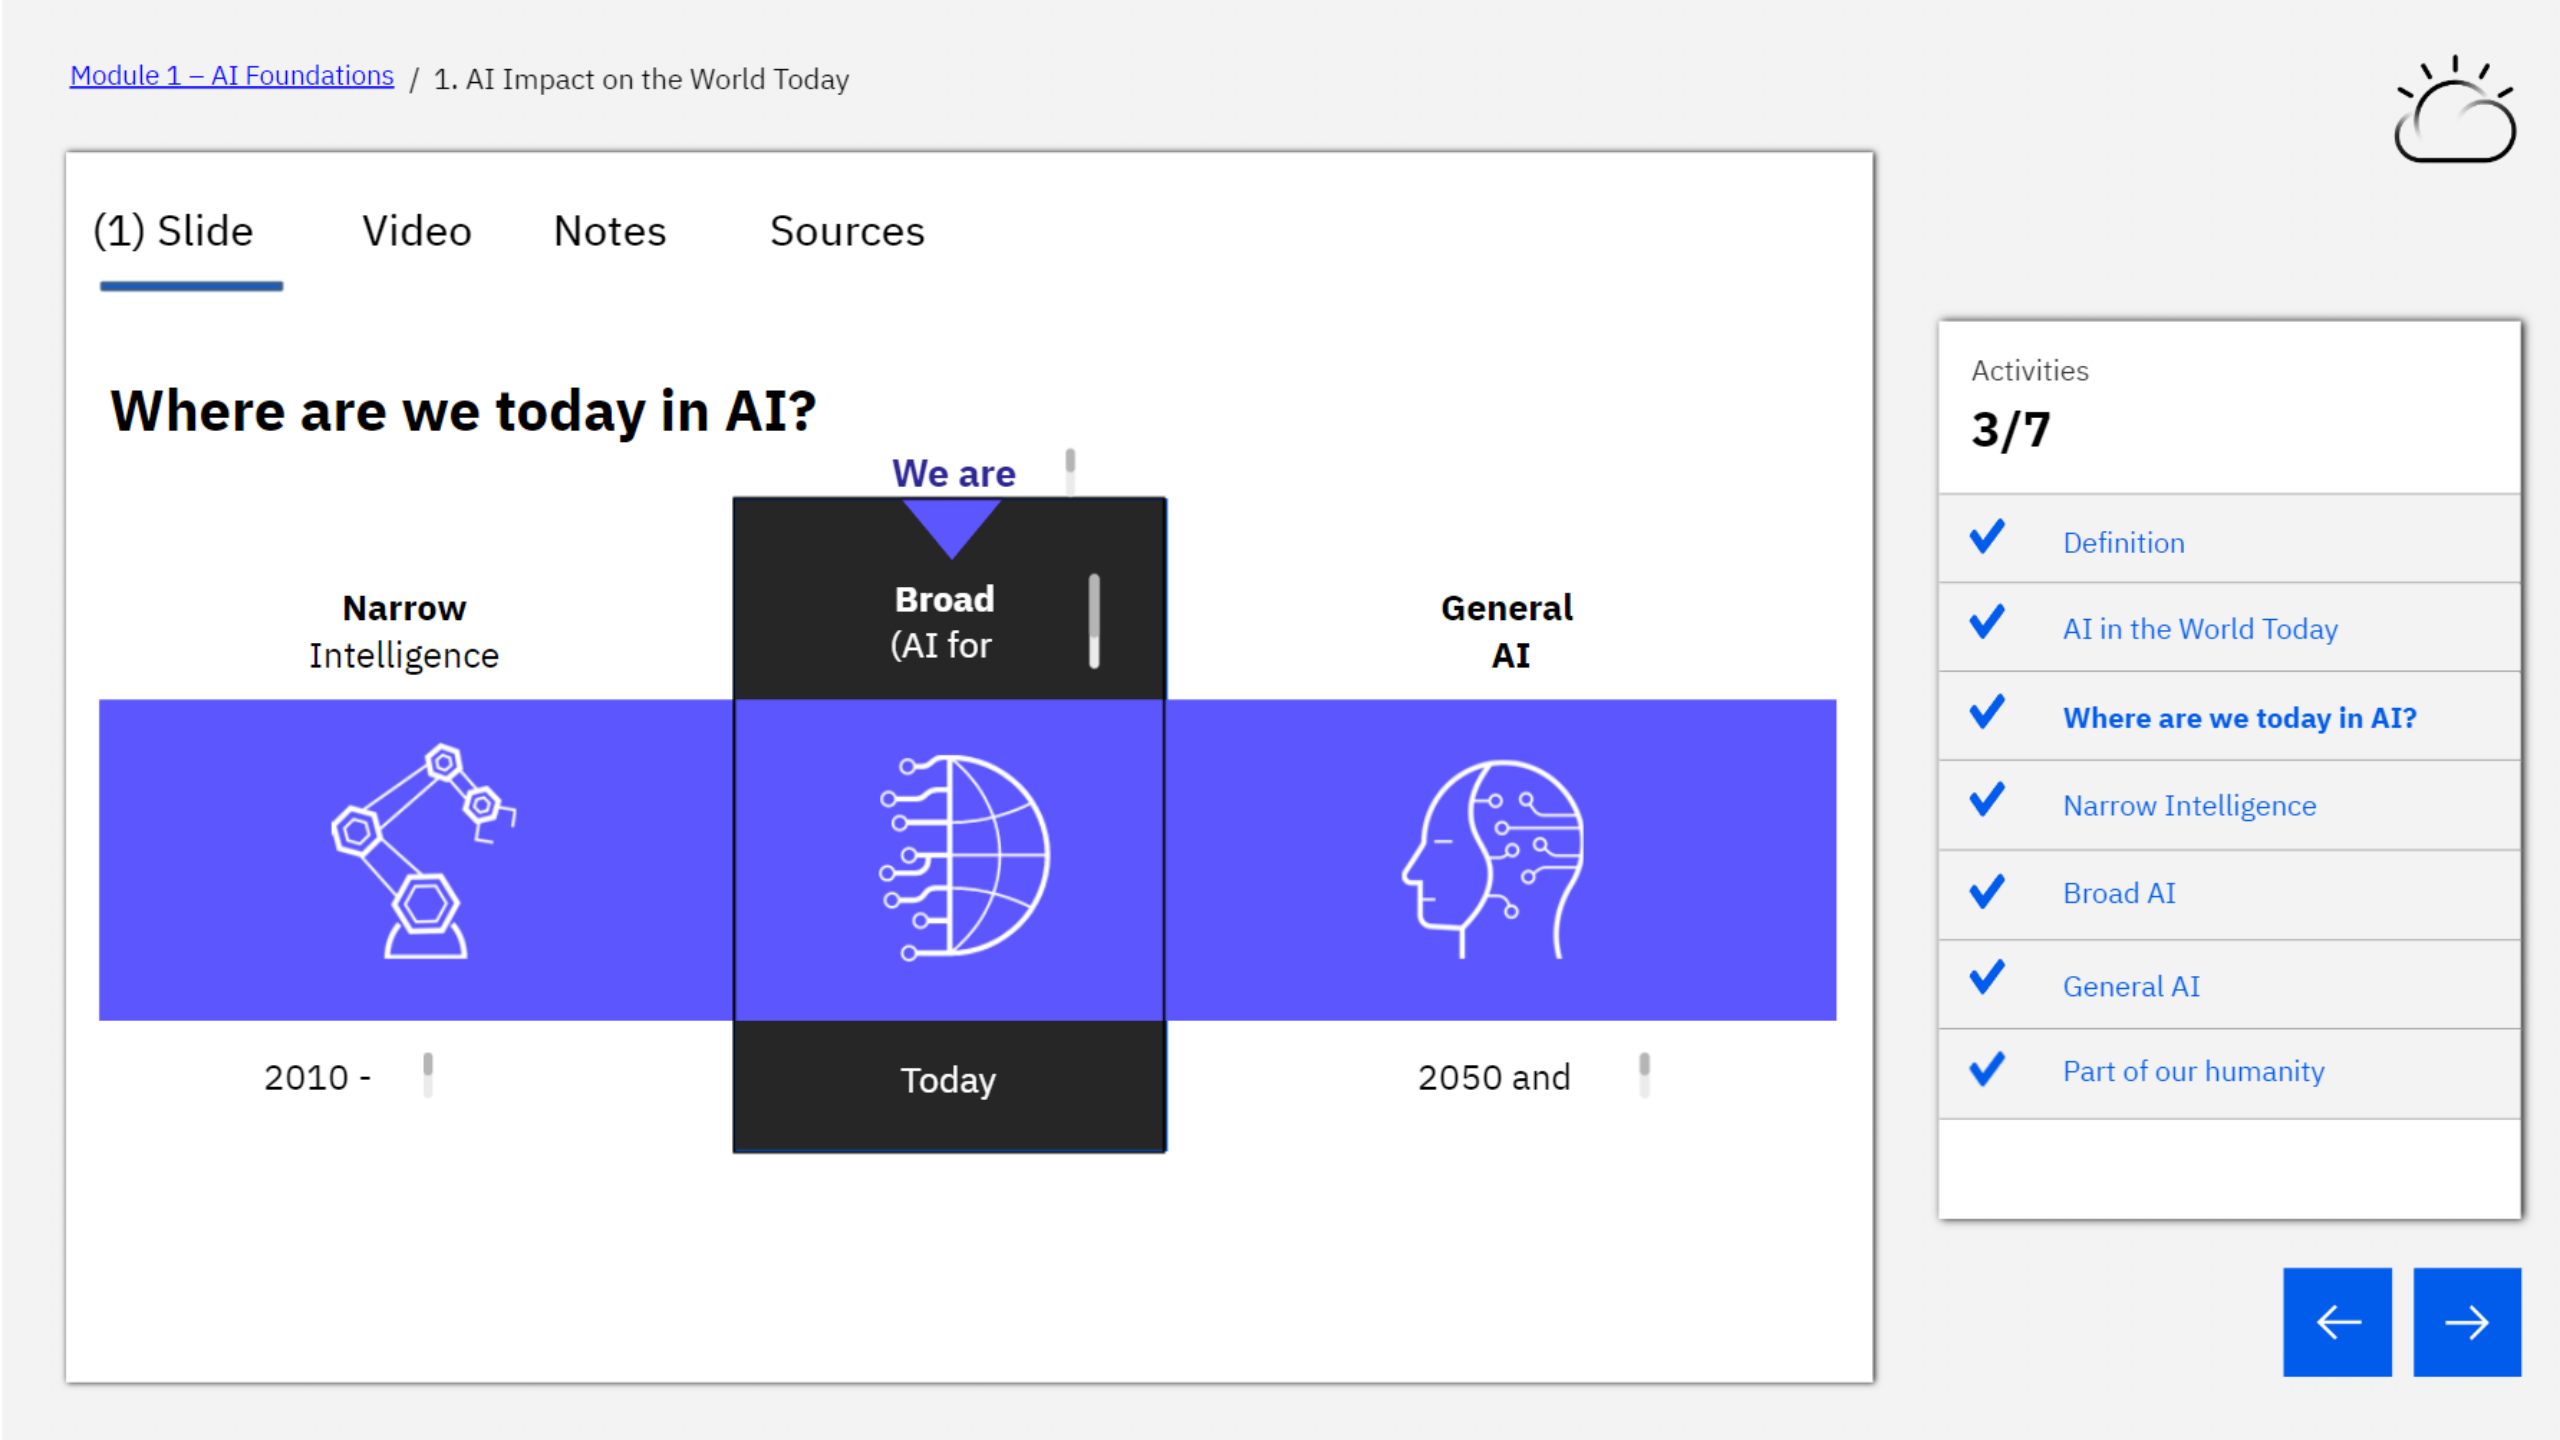 Module 1 – AI Foundations / 1. AI Impact on the World Today
(1) Slide Video Notes Sources
Where are we today in AI?
We are
Narrow
Intelligence
Broad
(AI for
General
AI
2010 -
Today
2050 and
Activities
3/7
Definition
AI in the World Today
Where are we today in AI?
Narrow Intelligence
Broad AI
General AI
Part of our humanity